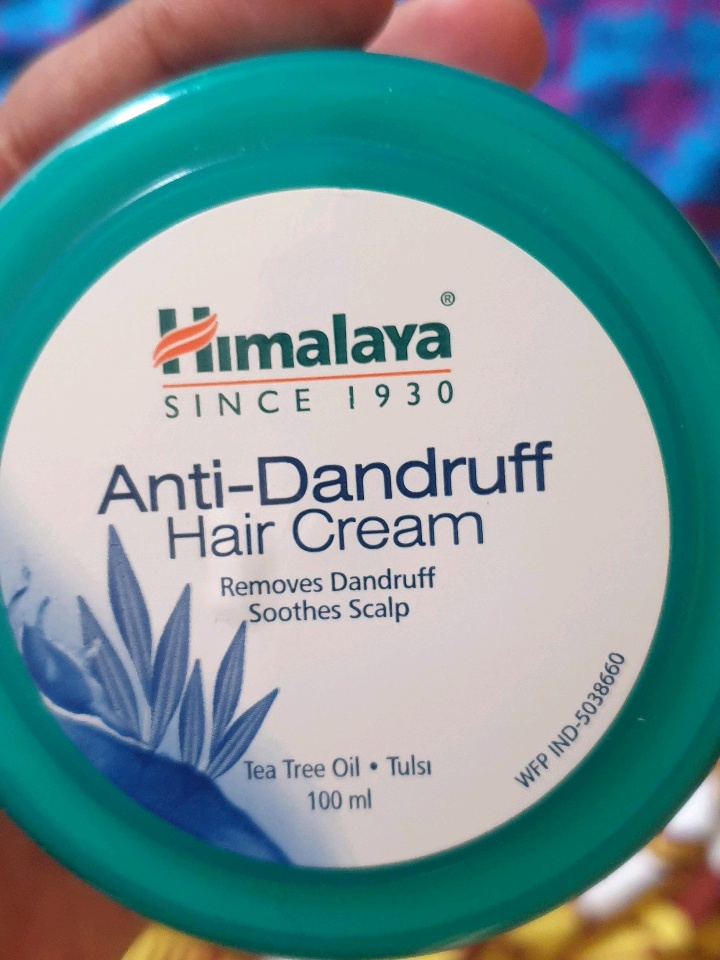 Himalaya®
SINCE 1930
Anti-Dandruff
Hair Cream
Removes Dandruff
Soothes Scalp
Tea Tree Oil • Tulsi
100 ml
WFP IND-5038660